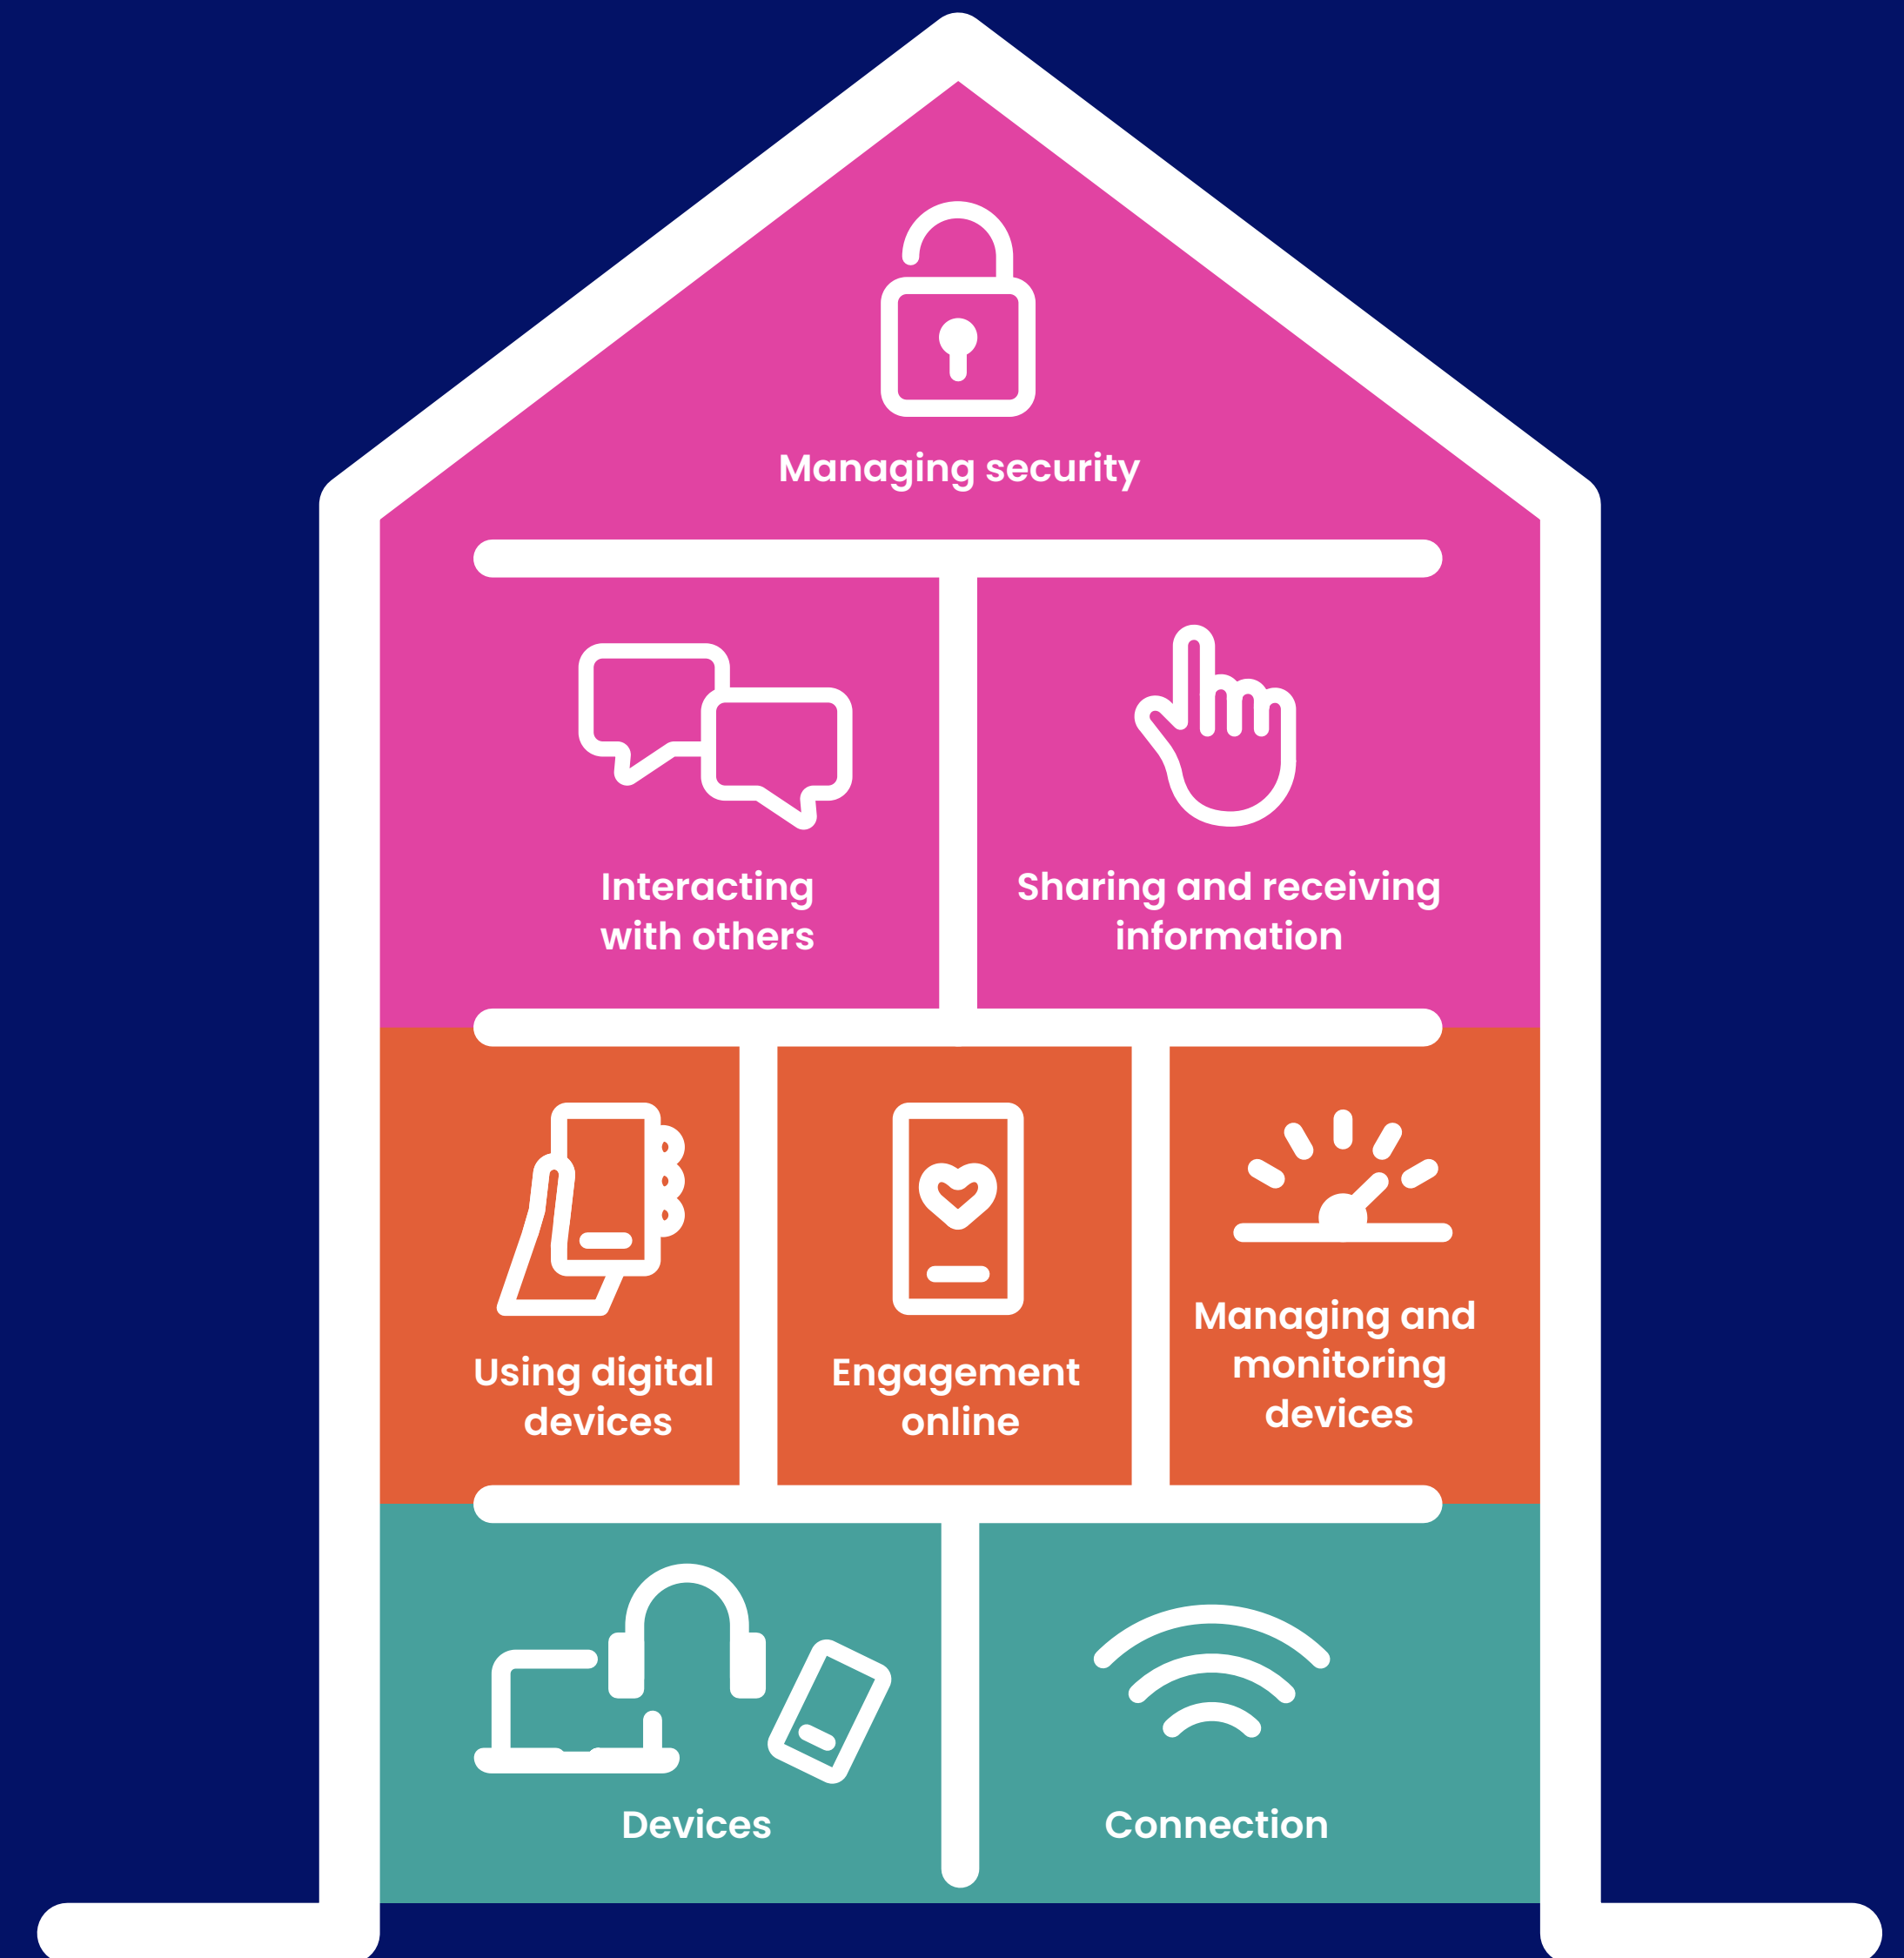 Managing security
Interacting
with others
Sharing and receiving
information
Using digital
devices
Engagement
online
Managing and
monitoring
devices
Devices
Connection